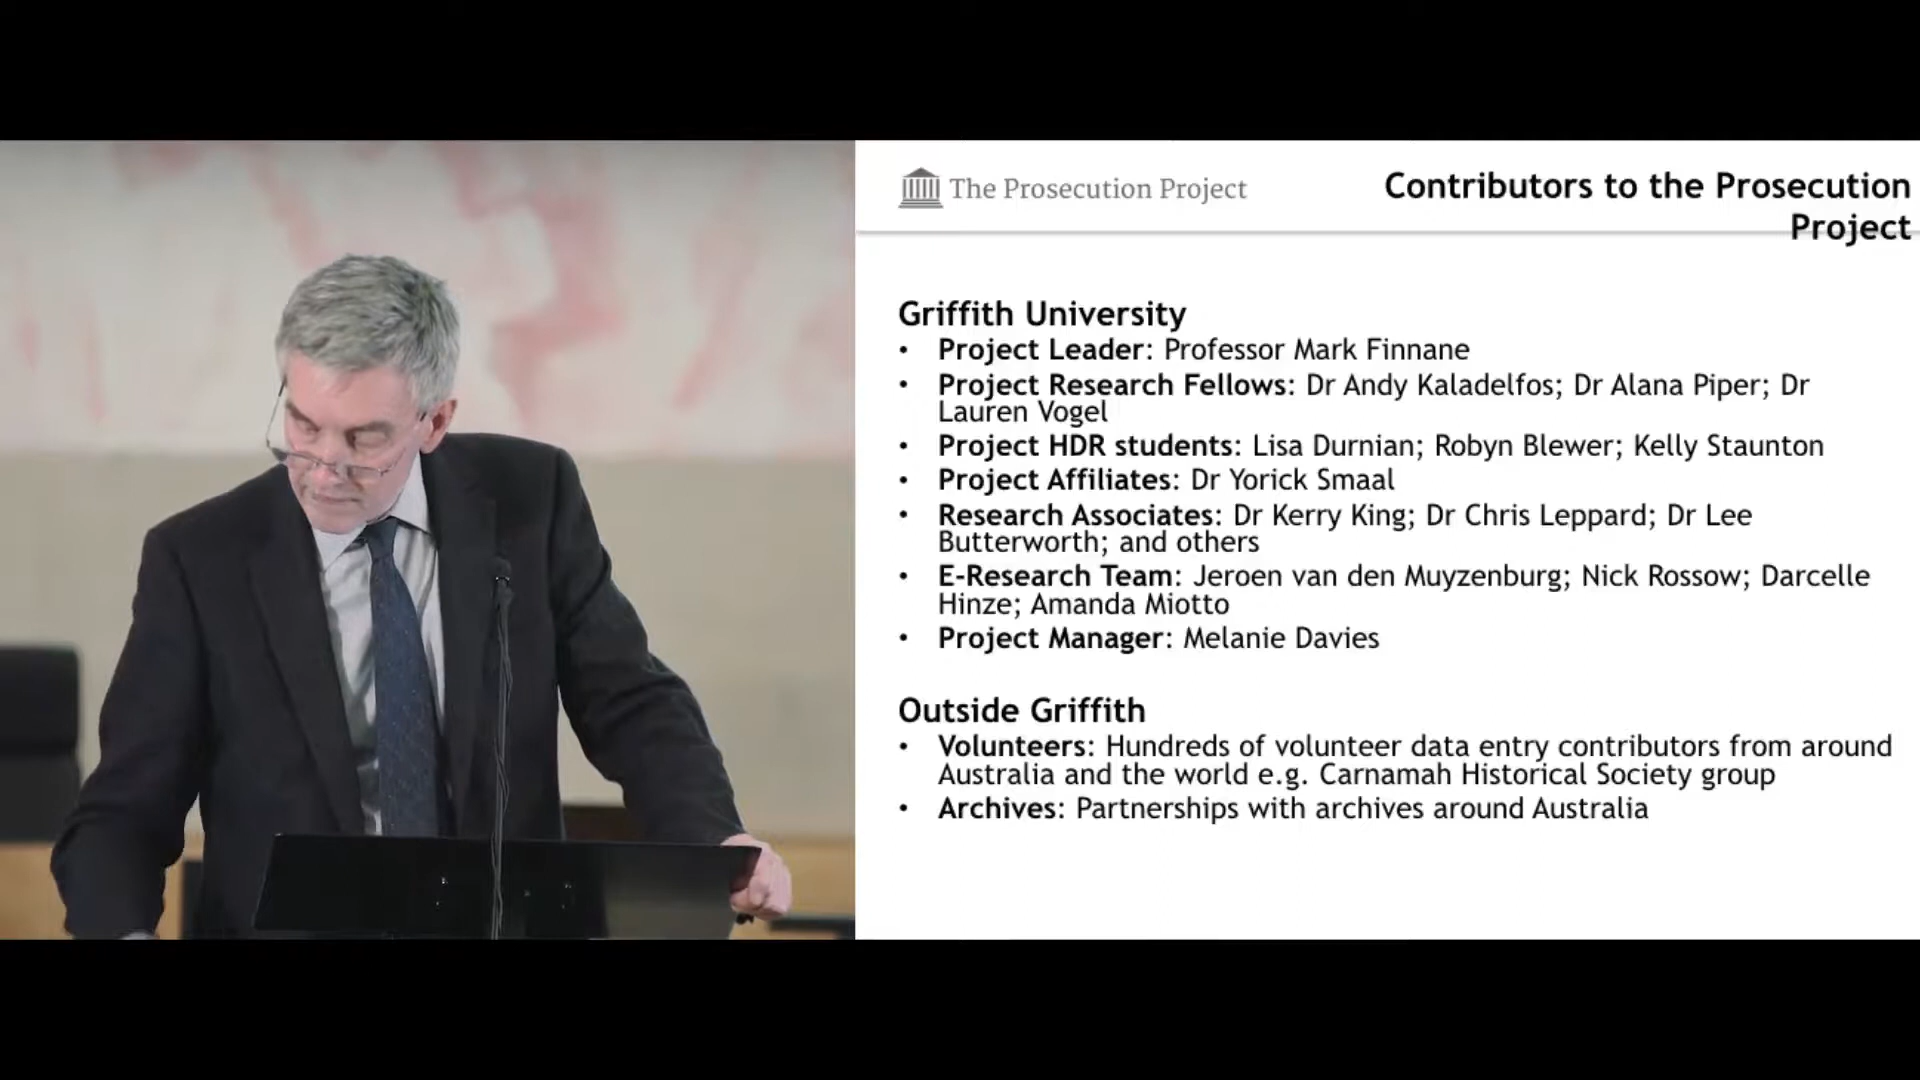 The Prosecution Project
Contributors to the Prosecution
Project
Griffith University
• Project Leader: Professor Mark Finnane
• Project Research Fellows: Dr Andy Kaladelfos; Dr Alana Piper; Dr
Lauren Vogel
• Project HDR students: Lisa Durnian; Robyn Blewer; Kelly Staunton
• Project Affiliates: Dr Yorick Smaal
• Research Associates: Dr Kerry King; Dr Chris Leppard; Dr Lee
Butterworth; and others
• E-Research Team: Jeroen van den Muyzenburg; Nick Rossow; Darcelle
Hinze; Amanda Miotto
• Project Manager: Melanie Davies
Outside Griffith
• Volunteers: Hundreds of volunteer data entry contributors from around
Australia and the world e.g. Carnamah Historical Society group
• Archives: Partnerships with archives around Australia